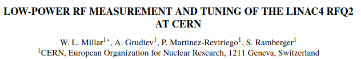 LOW-POWER RF MEASUREMENT AND TUNING OF THE LINAC4 RFQ2
AT CERN
W. L. Millar¹*, A. Grudiev¹, P. Martinez-Reviriego¹, S. Ramberger¹
¹CERN, European Organization for Nuclear Research, 1211 Geneva, Switzerland